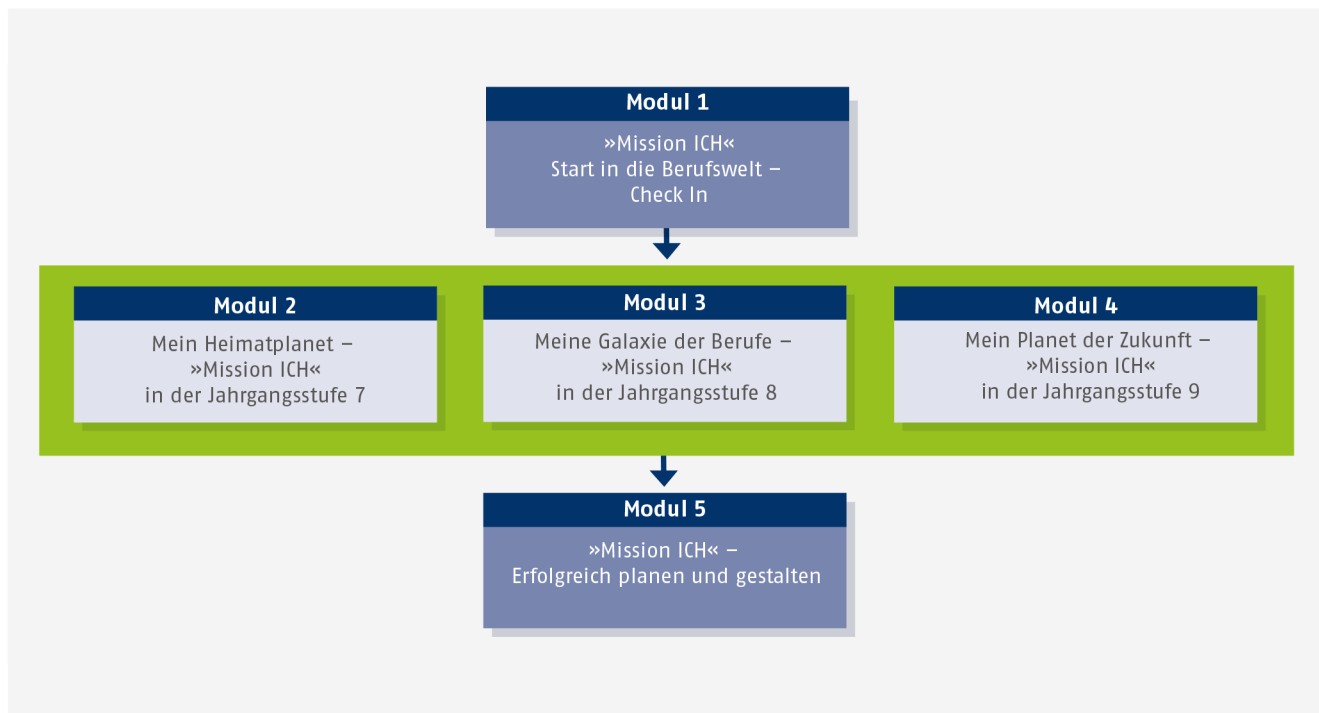 Modul 1
»Mission ICH«
Start in die Berufswelt –
Check In
Modul 2
Mein Heimatplanet –
»Mission ICH«
in der Jahrgangsstufe 7
Modul 3
Meine Galaxie der Berufe –
»Mission ICH«
in der Jahrgangsstufe 8
Modul 4
Mein Planet der Zukunft –
»Mission ICH«
in der Jahrgangsstufe 9
Modul 5
»Mission ICH« –
Erfolgreich planen und gestalten